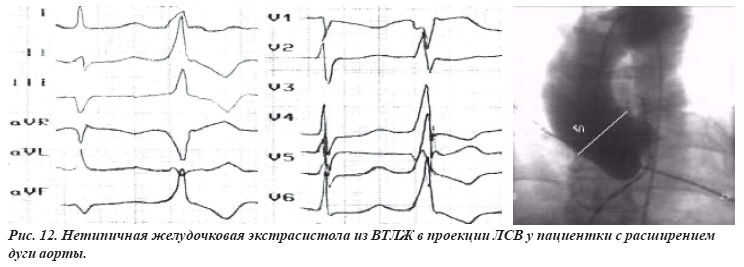 I
II
III
aVR
aVL
aVF
V1
V2
V3
V4
V5
V6
50
Рис. 12. Нетипичная желудочковая экстрасистола из ВТЛЖ в проекции ЛСВ у пациентки с расширением
дуги аорты.